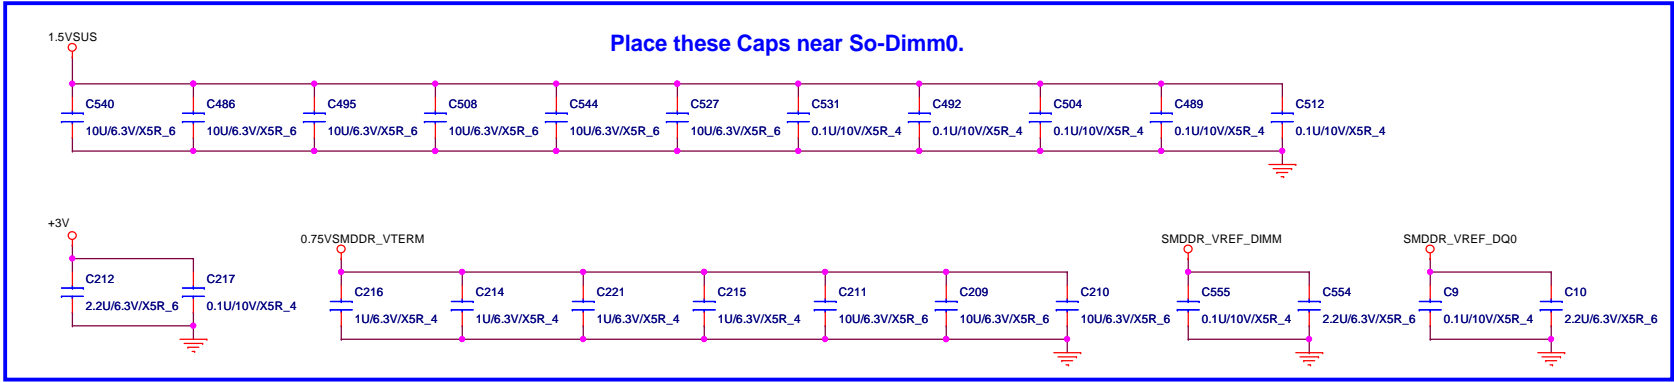 Place these Caps near So-Dimm0.
1.5VSUS
C540 C486 C495 C508 C544 C527 C531 C492 C504 C489 C512
10U/6.3V/X5R_6 10U/6.3V/X5R_6 10U/6.3V/X5R_6 10U/6.3V/X5R_6 10U/6.3V/X5R_6 10U/6.3V/X5R_6 0.1U/10V/X5R_4 0.1U/10V/X5R_4 0.1U/10V/X5R_4 0.1U/10V/X5R_4 0.1U/10V/X5R_4
+3V
0.75VSMDDR_VTERM SMDDR_VREF_DIMM SMDDR_VREF_DQ0
C212 C217
2.2U/6.3V/X5R_6 0.1U/10V/X5R_4
C216 C214 C221 C215 C211 C209 C210 C555 C554 C9 C10
1U/6.3V/X5R_4 1U/6.3V/X5R_4 1U/6.3V/X5R_4 1U/6.3V/X5R_4 10U/6.3V/X5R_6 10U/6.3V/X5R_6 10U/6.3V/X5R_6 0.1U/10V/X5R_4 2.2U/6.3V/X5R_6 0.1U/10V/X5R_4 2.2U/6.3V/X5R_6